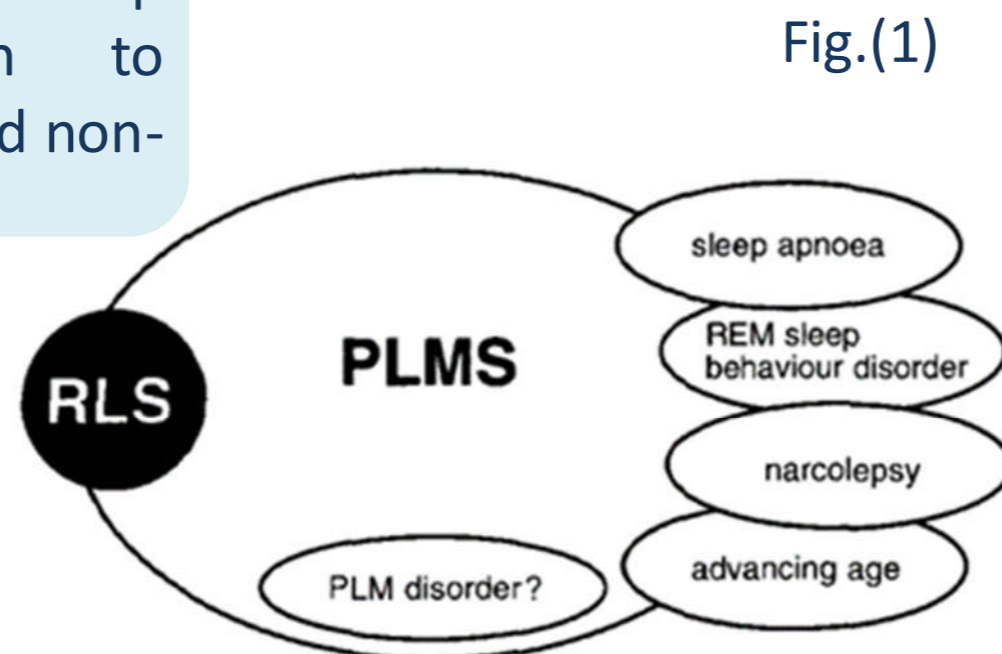 to
non-
Fig.(1)
sleep apnoea
REM sleep
behaviour disorder
PLMS
RLS
narcolepsy
advancing age
PLM disorder?